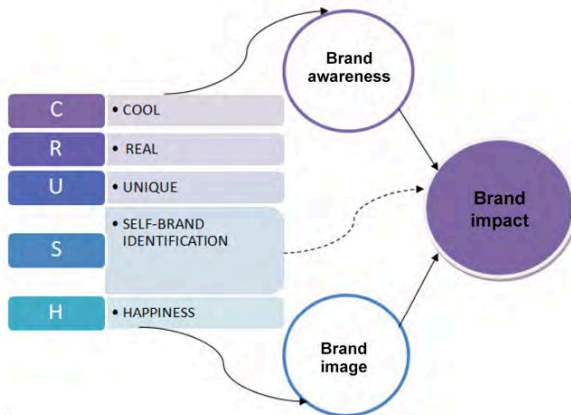 Brand
awareness
C • COOL
R • REAL
U • UNIQUE
S • SELF-BRAND
IDENTIFICATION
H • HAPPINESS
Brand
impact
Brand
image